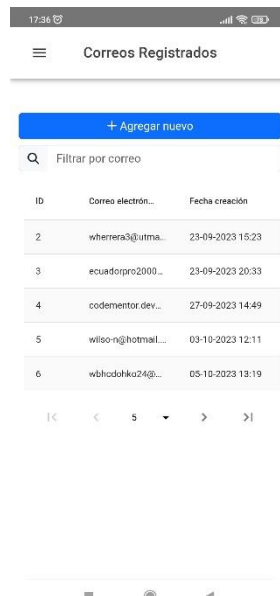 17:36
Correos Registrados
+ Agregar nuevo
Filtrar por correo
ID Correo electrón... Fecha creación
2 wherrera3@utma... 23-09-2023 15:23
3 ecuadorpro2000... 23-09-2023 20:33
4 codementor.dev... 27-09-2023 14:49
5 wilso-n@hotmail.... 03-10-2023 12:11
6 wbhcdohko24@... 05-10-2023 13:19
5